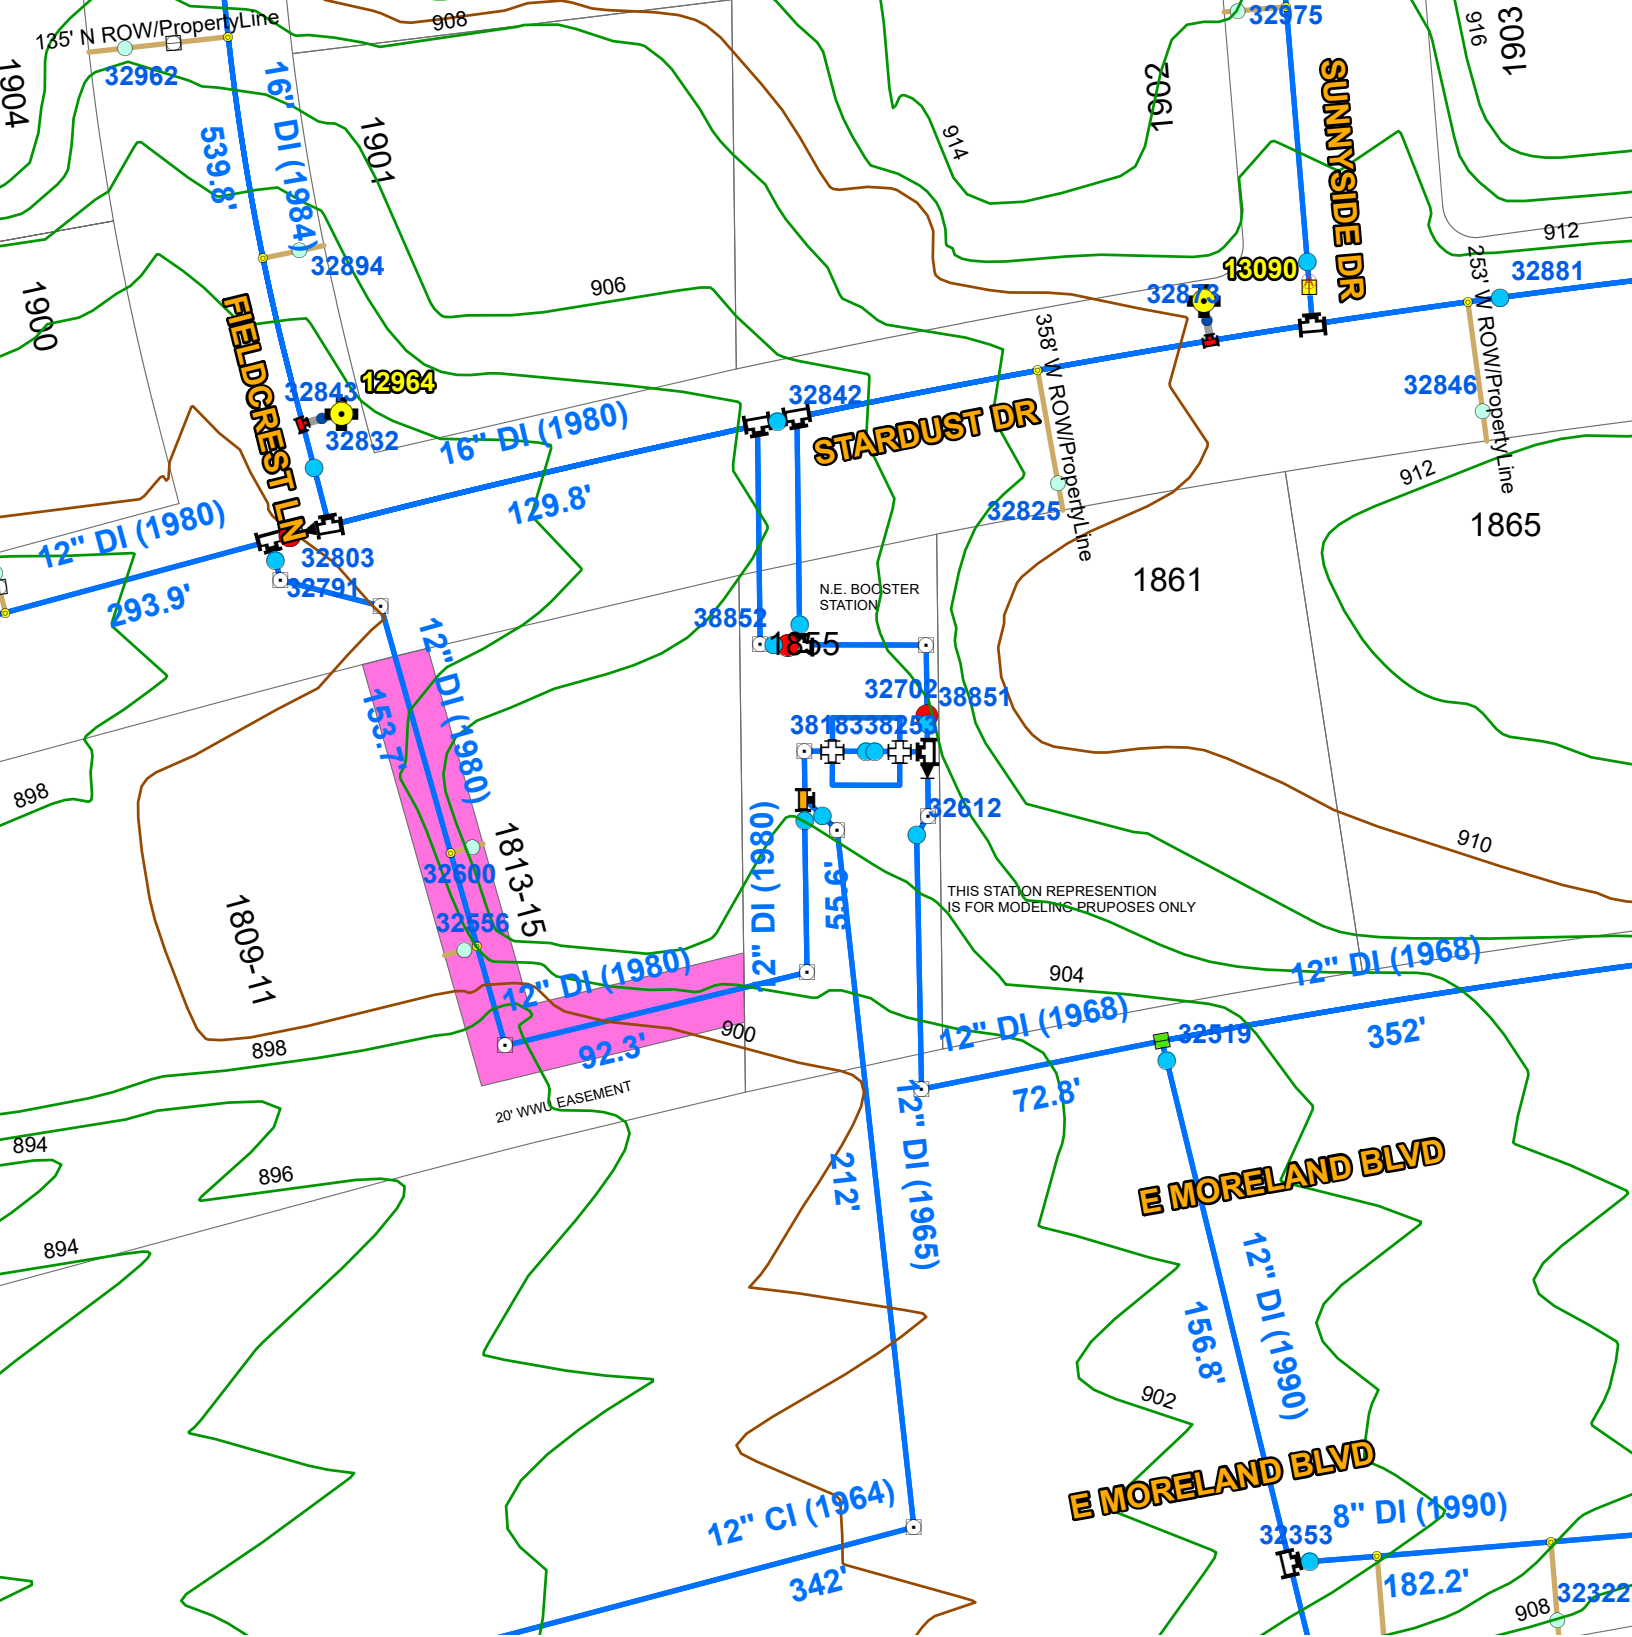 908
135' N ROW/PropertyLine
32962
1904
16" DI (1984)
539.8'
1901
32894
1900
906
FIELDCREST LN
32843
12964
32832
16" DI (1980)
129.8'
12" DI (1980)
293.9'
32803
32791
32842
STARDUST DR
914
1902
32975
SUNNYSIDE DR
916
1903
912
32881
13090
32873
358' W ROW/PropertyLine
32825
253' W ROW/PropertyLine
32846
912
1865
1861
N.E. BOOSTER
STATION
38852
1855
32702
38851
38183
38253
32612
12" DI (1980)
153.7'
898
1813-15
32600
32556
1809-11
12" DI (1980)
92.3'
12" DI (1980)
55.6'
THIS STATION REPRESENTION
IS FOR MODELING PRUPOSES ONLY
910
904
12" DI (1968)
12" DI (1968)
32519
352'
72.8'
900
898
20' WWU EASEMENT
894
896
894
12" DI (1965)
212'
E MORELAND BLVD
12" DI (1990)
156.8'
902
E MORELAND BLVD
12" CI (1964)
342'
32353
8" DI (1990)
182.2'
908
32322